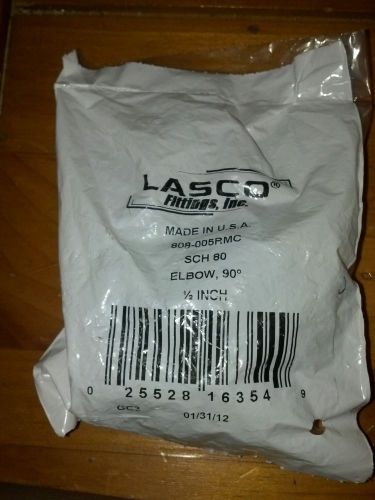 LASCO®
Fittings, Inc.
MADE IN U.S.A.
808-005RMC
SCH 80
ELBOW, 90°
½ INCH
0 25528 16354 9
01/31/12